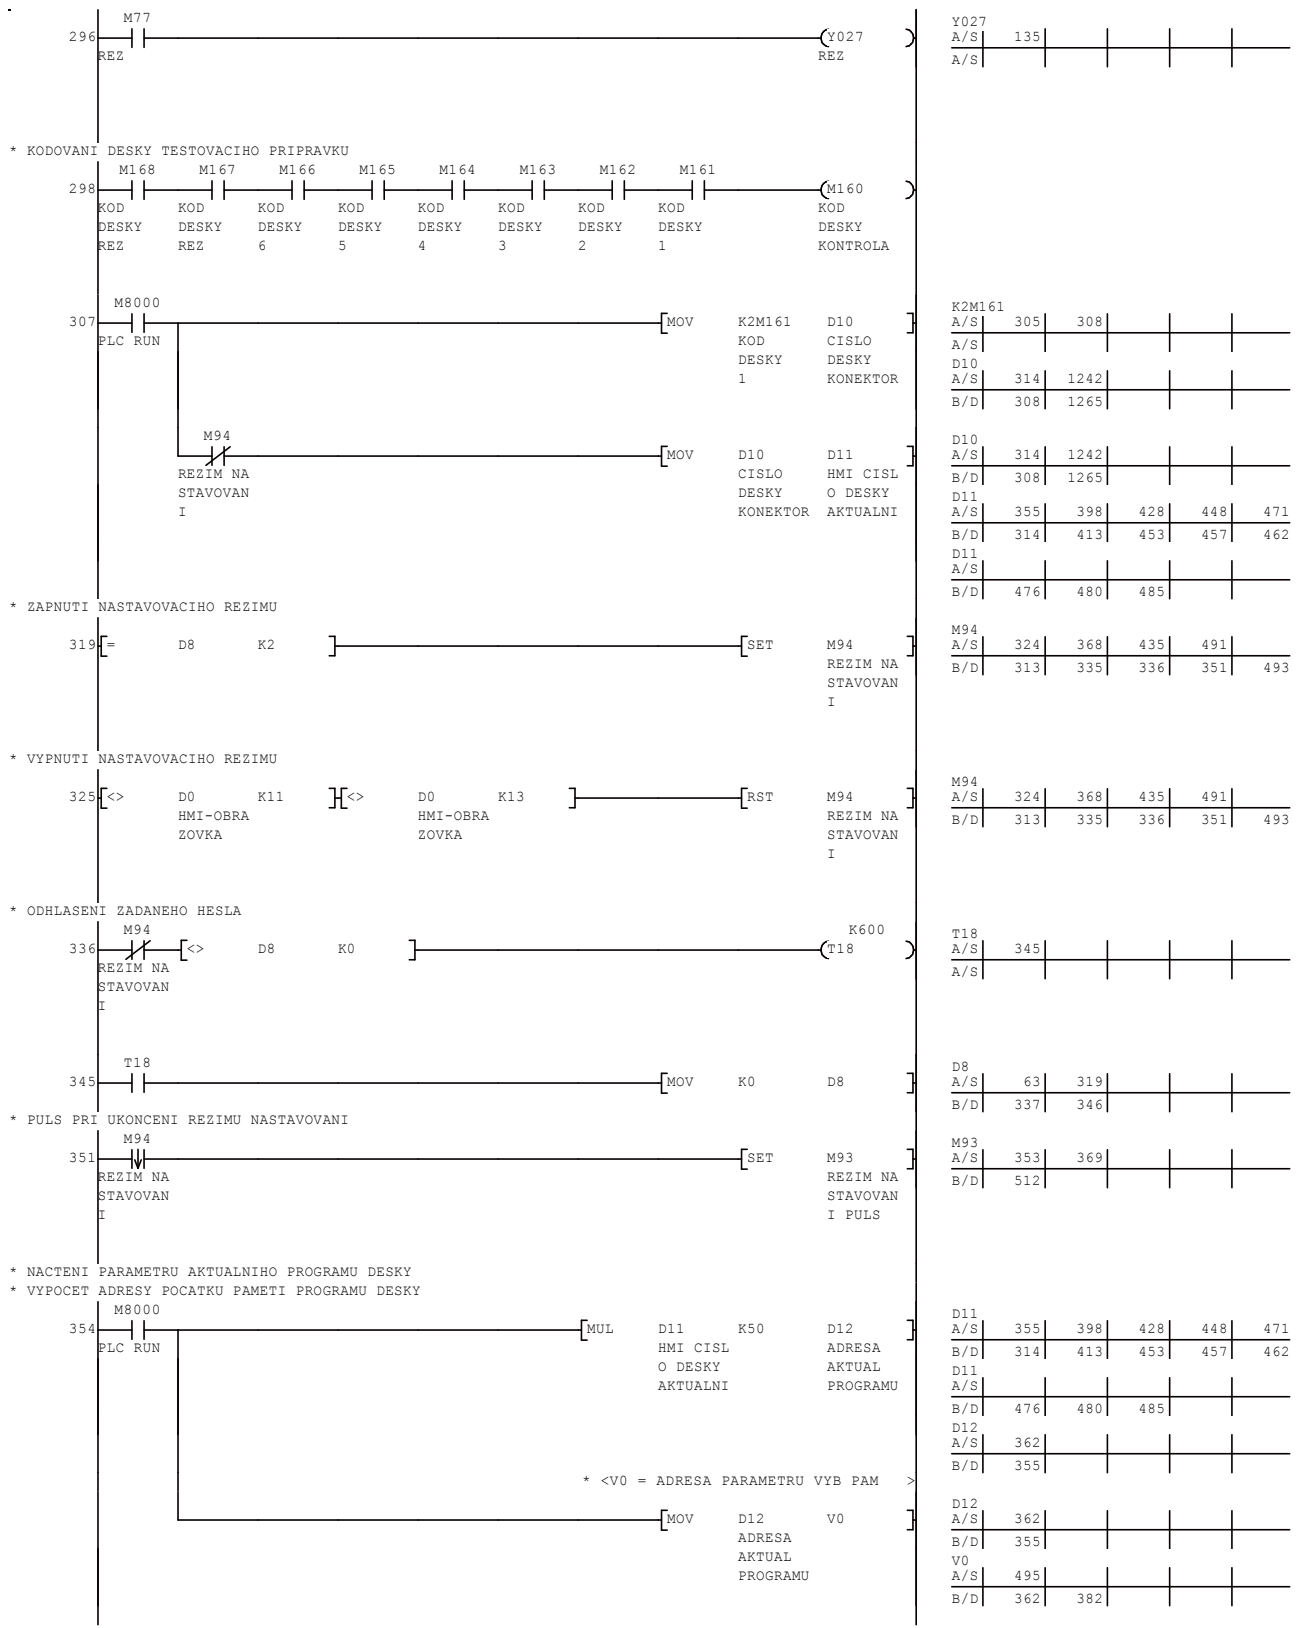 M77
296
Y027
REZ
REZ
Y027
A/S 135
A/S
* KODOVANI DESKY TESTOVACIHO PRIPRAVKU
M168 M167 M166 M165 M164 M163 M162 M161
298 M160
KOD KOD KOD KOD KOD KOD KOD KOD KOD
DESKY DESKY DESKY DESKY DESKY DESKY DESKY DESKY DESKY
REZ REZ 6 5 4 3 2 1 KONTROLA
M8000
307 MOV K2M161 D10
PLC RUN KOD CISLO
DESKY DESKY
1 KONEKTOR
K2M161
A/S 305 308
A/S
D10
A/S 314 1242
B/D 308 1265
M94
MOV D10 D11
REZIM NA CISLO HMI CISL
STAVOVAN DESKY O DESKY
I KONEKTOR AKTUALNI
D10
A/S 314 1242
B/D 308 1265
D11
A/S 355 398 428 448 471
B/D 314 413 453 457 462
D11
A/S
B/D 476 480 485
* ZAPNUTI NASTAVOVACIHO REZIMU
319 = D8 K2 SET M94
REZIM NA
STAVOVAN
I
M94
A/S 324 368 435 491
B/D 313 335 336 351 493
* VYPNUTI NASTAVOVACIHO REZIMU
325 <> D0 K11 <> D0 K13 RST M94
HMI-OBRA HMI-OBRA REZIM NA
ZOVKA ZOVKA STAVOVAN
I
M94
A/S 324 368 435 491
B/D 313 335 336 351 493
* ODHLASENI ZADANEHO HESLA
M94 K600
336 <> D8 K0 T18
REZIM NA
STAVOVAN
I
T18
A/S 345
A/S
T18
345 MOV K0 D8
D8
A/S 63 319
B/D 337 346
* PULS PRI UKONCENI REZIMU NASTAVOVANI
M94
351 SET M93
REZIM NA REZIM NA
STAVOVAN STAVOVAN
I I PULS
M93
A/S 353 369
B/D 512
* NACTENI PARAMETRU AKTUALNIHO PROGRAMU DESKY
* VYPOCET ADRESY POCATKU PAMETI PROGRAMU DESKY
M8000
354 MUL D11 K50 D12
PLC RUN HMI CISL ADRESA
O DESKY AKTUAL
AKTUALNI PROGRAMU
D11
A/S 355 398 428 448 471
B/D 314 413 453 457 462
D11
A/S
B/D 476 480 485
D12
A/S 362
B/D 355
* <V0 = ADRESA PARAMETRU VYB PAM >
MOV D12 V0
ADRESA
AKTUAL
PROGRAMU
D12
A/S 362
B/D 355
V0
A/S 495
B/D 362 382